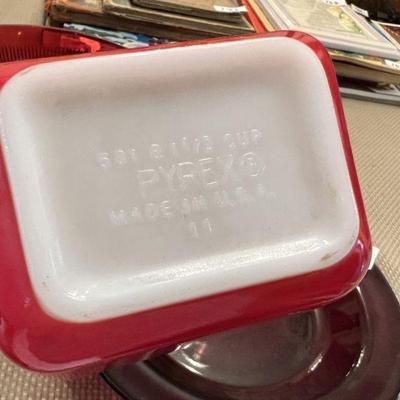 501 B 1 1/2 CUP
PYREX®
MADE IN U.S.A.
11